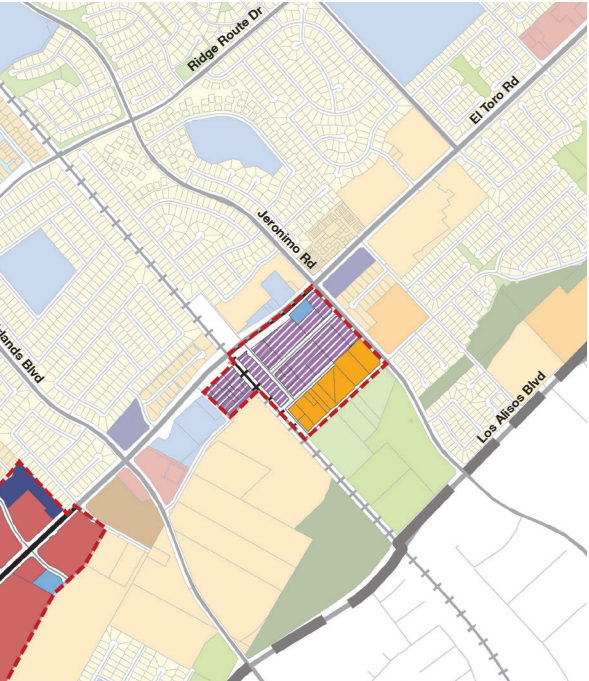 Ridge Route Dr
El Toro Rd
Jeronimo Rd
lands Blvd
Los Alisos Blvd